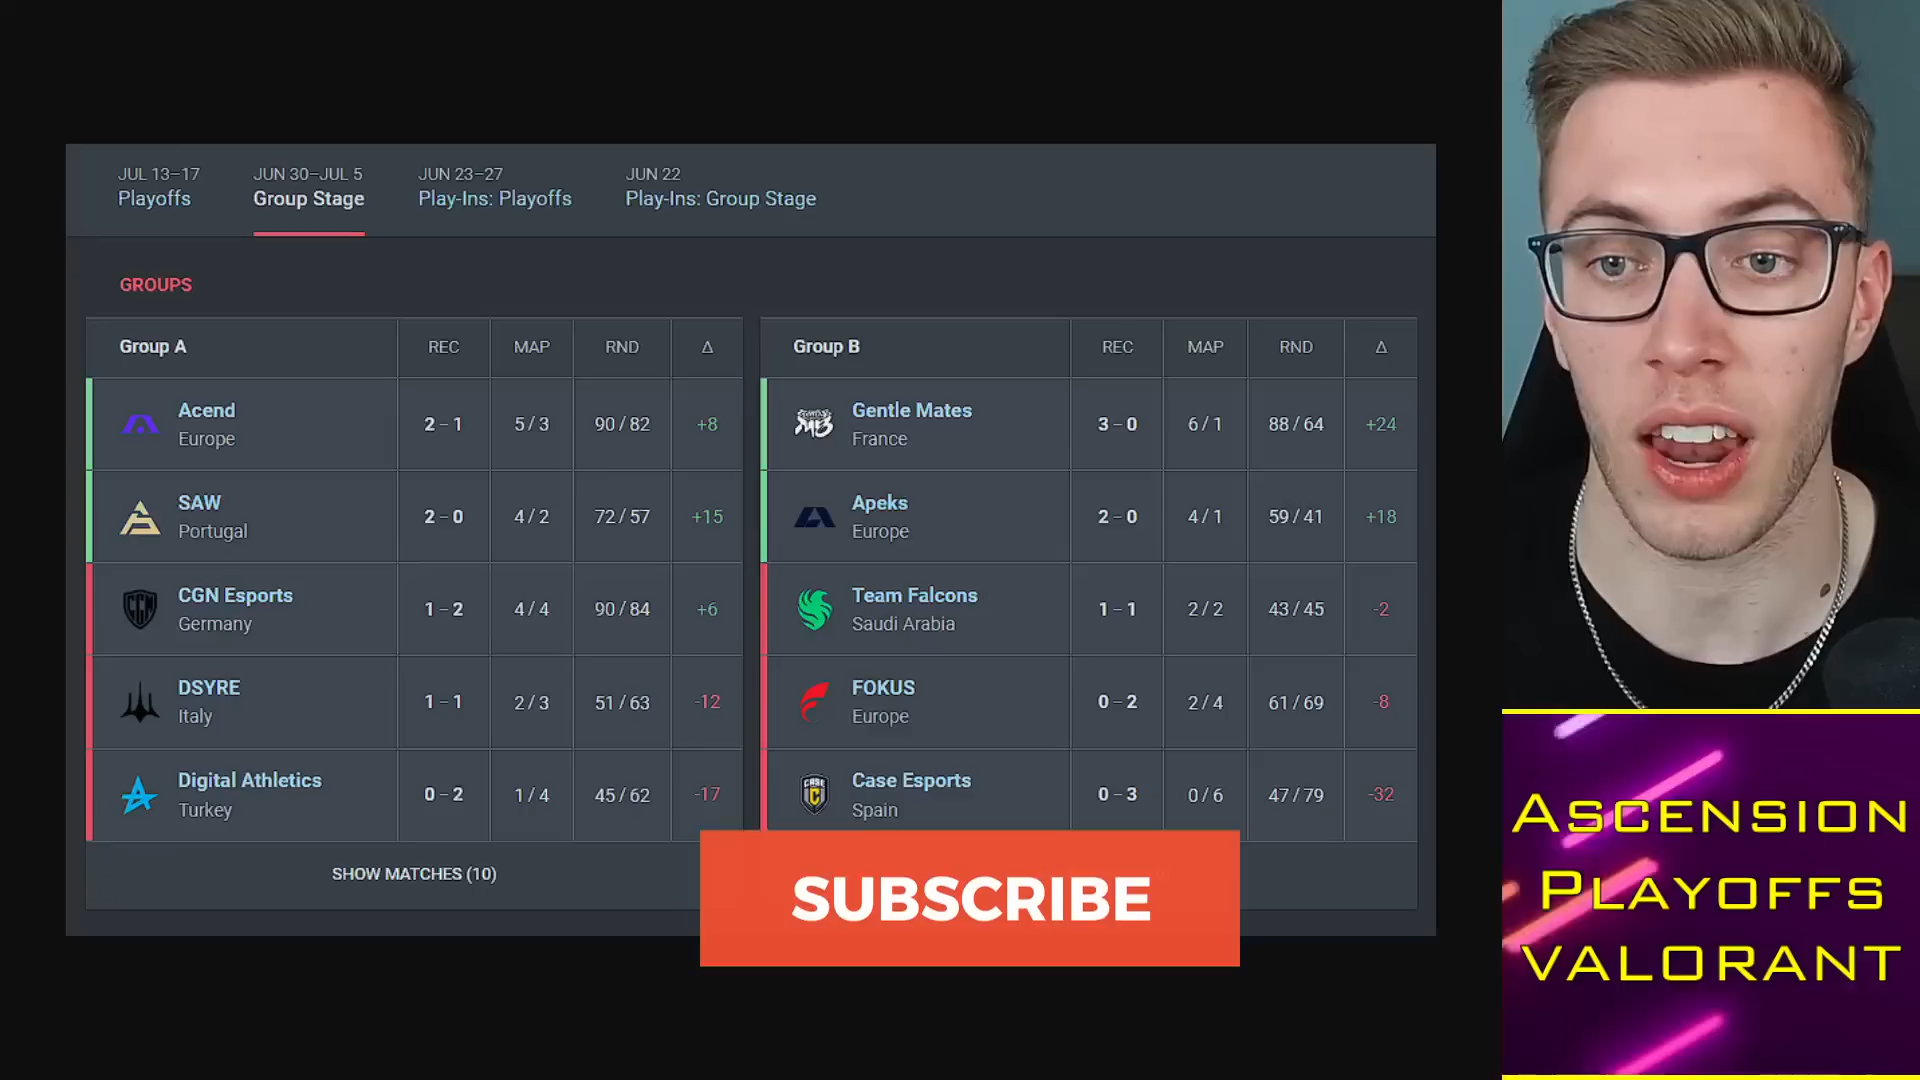 JUL 13–17
Playoffs
JUN 30–JUL 5
Group Stage
JUN 23–27
Play-Ins: Playoffs
JUN 22
Play-Ins: Group Stage
GROUPS
Group A REC MAP RND Δ
Acend
Europe
2 – 1 5 / 3 90 / 82 +8
SAW
Portugal
2 – 0 4 / 2 72 / 57 +15
CGN Esports
Germany
1 – 2 4 / 4 90 / 84 +6
DSYRE
Italy
1 – 1 2 / 3 51 / 63 -12
Digital Athletics
Turkey
0 – 2 1 / 4 45 / 62 -17
SHOW MATCHES (10)
Group B REC MAP RND Δ
Gentle Mates
France
3 – 0 6 / 1 88 / 64 +24
Apeks
Europe
2 – 0 4 / 1 59 / 41 +18
Team Falcons
Saudi Arabia
1 – 1 2 / 2 43 / 45 -2
FOKUS
Europe
0 – 2 2 / 4 61 / 69 -8
CASE
Case Esports
Spain
0 – 3 0 / 6 47 / 79 -32
SUBSCRIBE
ASCENSION
PLAYOFFS
VALORANT